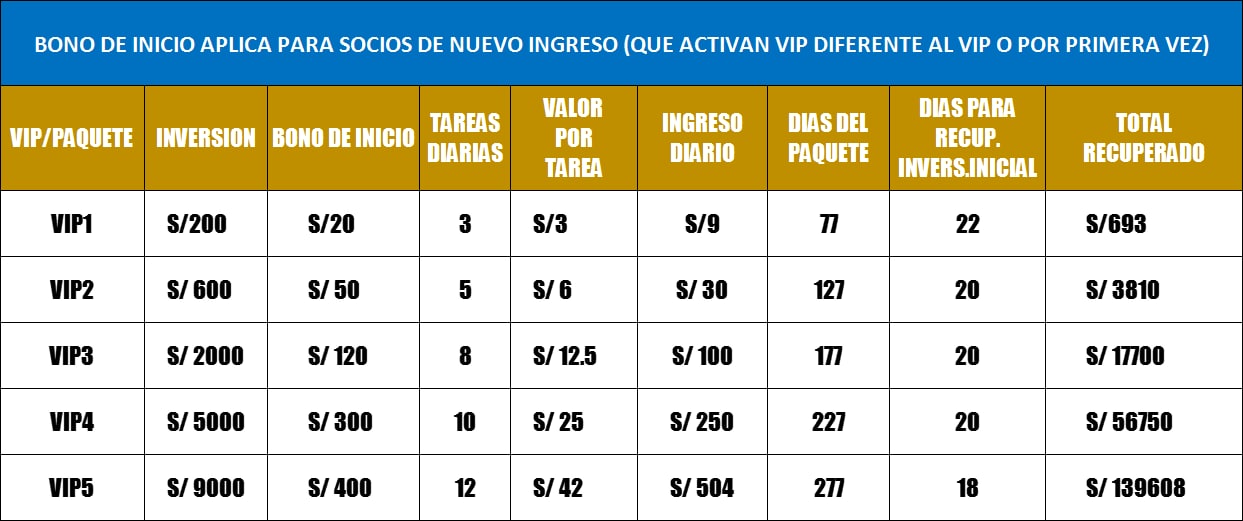 BONO DE INICIO APLICA PARA SOCIOS DE NUEVO INGRESO (QUE ACTIVAN VIP DIFERENTE AL VIP O POR PRIMERA VEZ)
VIP/PAQUETE INVERSION BONO DE INICIO TAREAS DIARIAS VALOR POR TAREA INGRESO DIARIO DIAS DEL PAQUETE DIAS PARA RECUP. INVERS.INICIAL TOTAL RECUPERADO
VIP1 S/200 S/20 3 S/3 S/9 77 22 S/693
VIP2 S/ 600 S/ 50 5 S/ 6 S/ 30 127 20 S/ 3810
VIP3 S/ 2000 S/ 120 8 S/ 12.5 S/ 100 177 20 S/ 17700
VIP4 S/ 5000 S/ 300 10 S/ 25 S/ 250 227 20 S/ 56750
VIP5 S/ 9000 S/ 400 12 S/ 42 S/ 504 277 18 S/ 139608